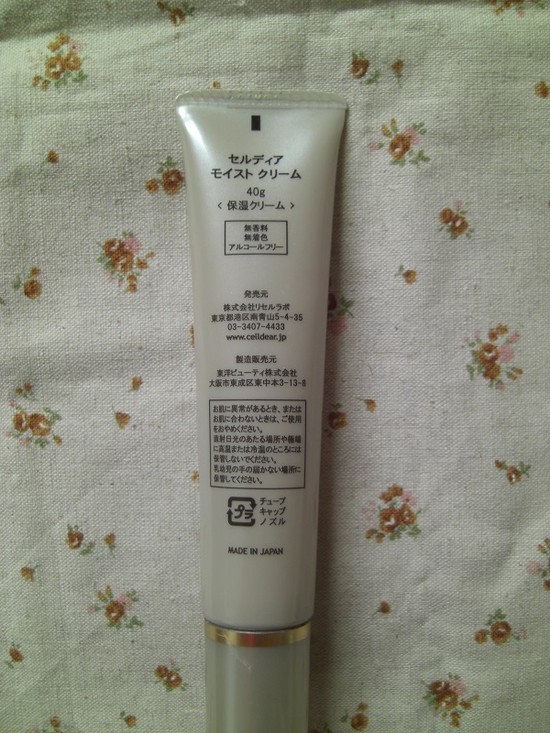 セルディア
モイスト クリーム
40g
< 保湿クリーム >
無香料
無着色
アルコールフリー
発売元
株式会社リセルラボ
東京都港区南青山5-4-35
03-3407-4433
www.celldear.jp
製造販売元
東洋ビューティ株式会社
大阪市東成区東中本3-13-8
お肌に異常があるとき、また
お肌に合わないときは、ご使用
をおやめください。
直射日光のあたる場所や極端
に高温または冷温のところには
保管しないでください。
乳幼児の手の届かない場所に
保管してください。
プラ
チューブ
キャップ
ノズル
MADE IN JAPAN